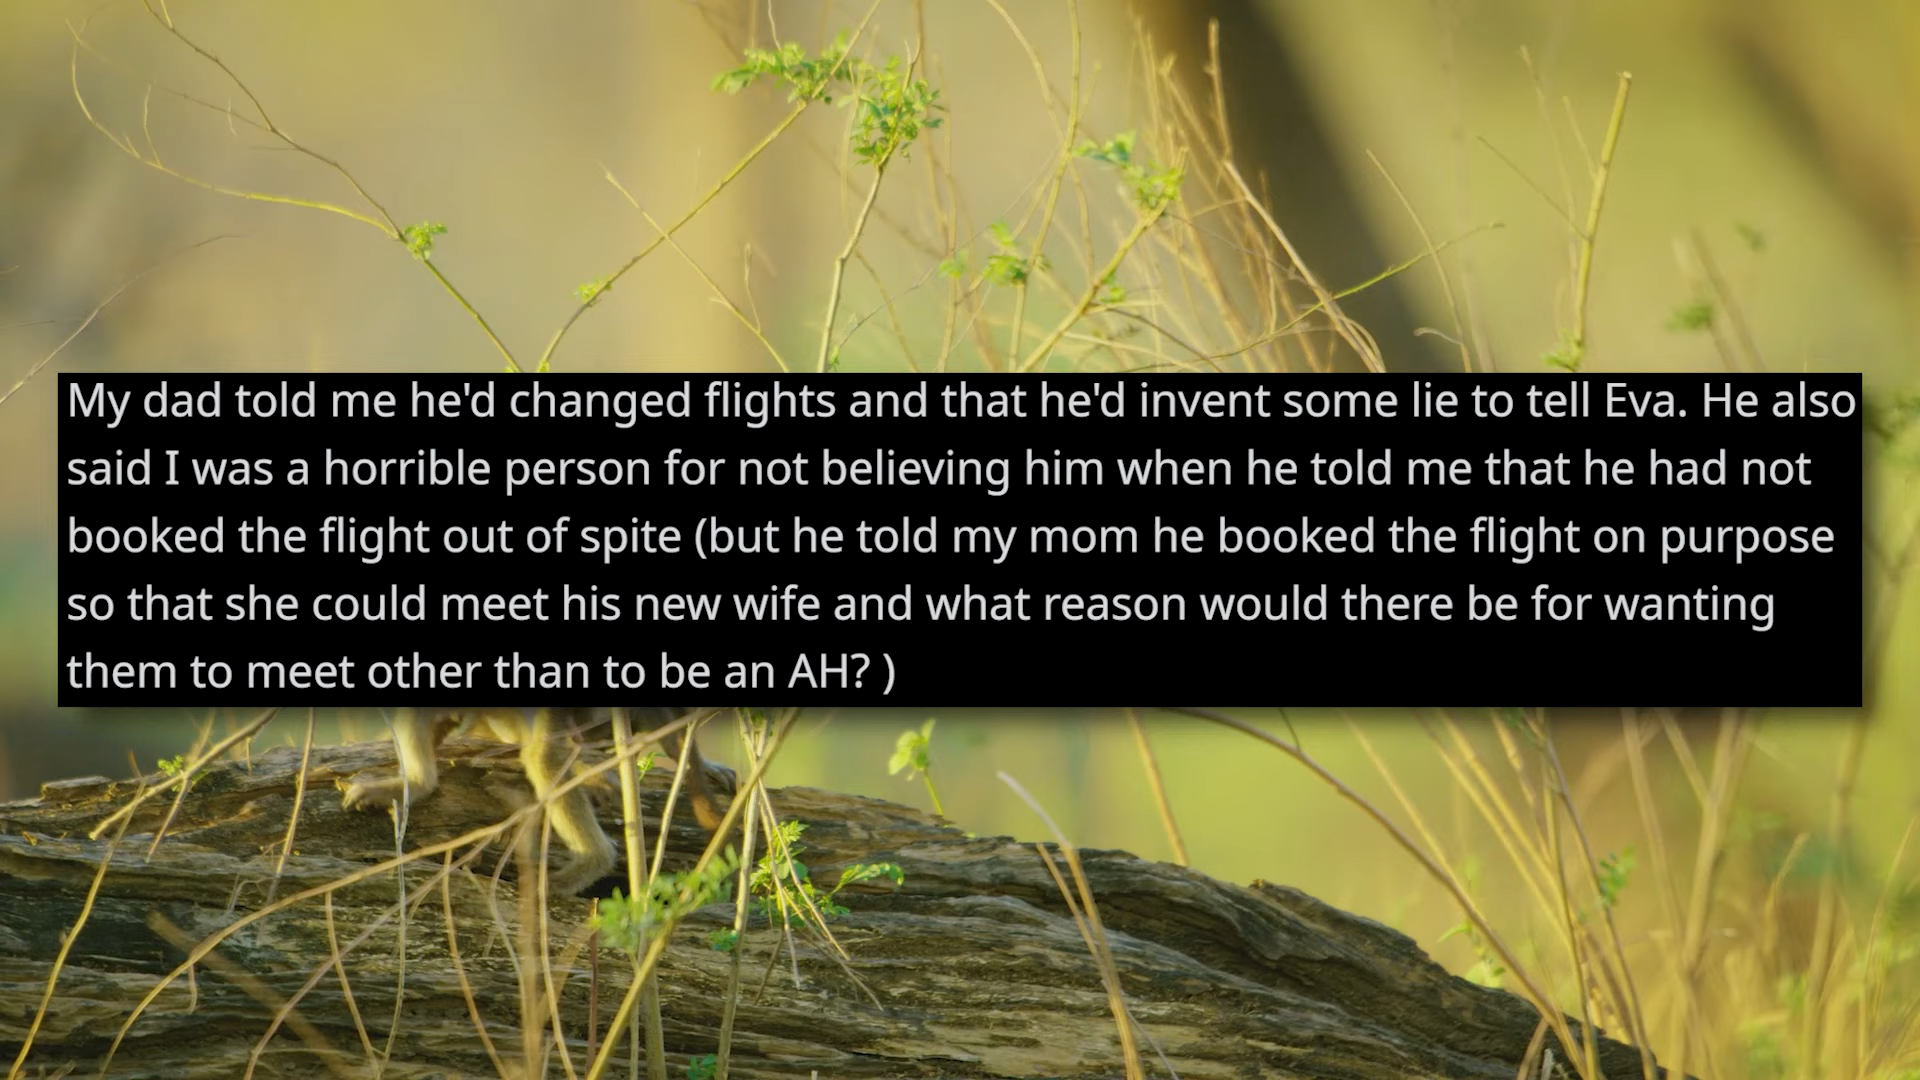 My dad told me he'd changed flights and that he'd invent some lie to tell Eva. He also
said I was a horrible person for not believing him when he told me that he had not
booked the flight out of spite (but he told my mom he booked the flight on purpose
so that she could meet his new wife and what reason would there be for wanting
them to meet other than to be an AH? )